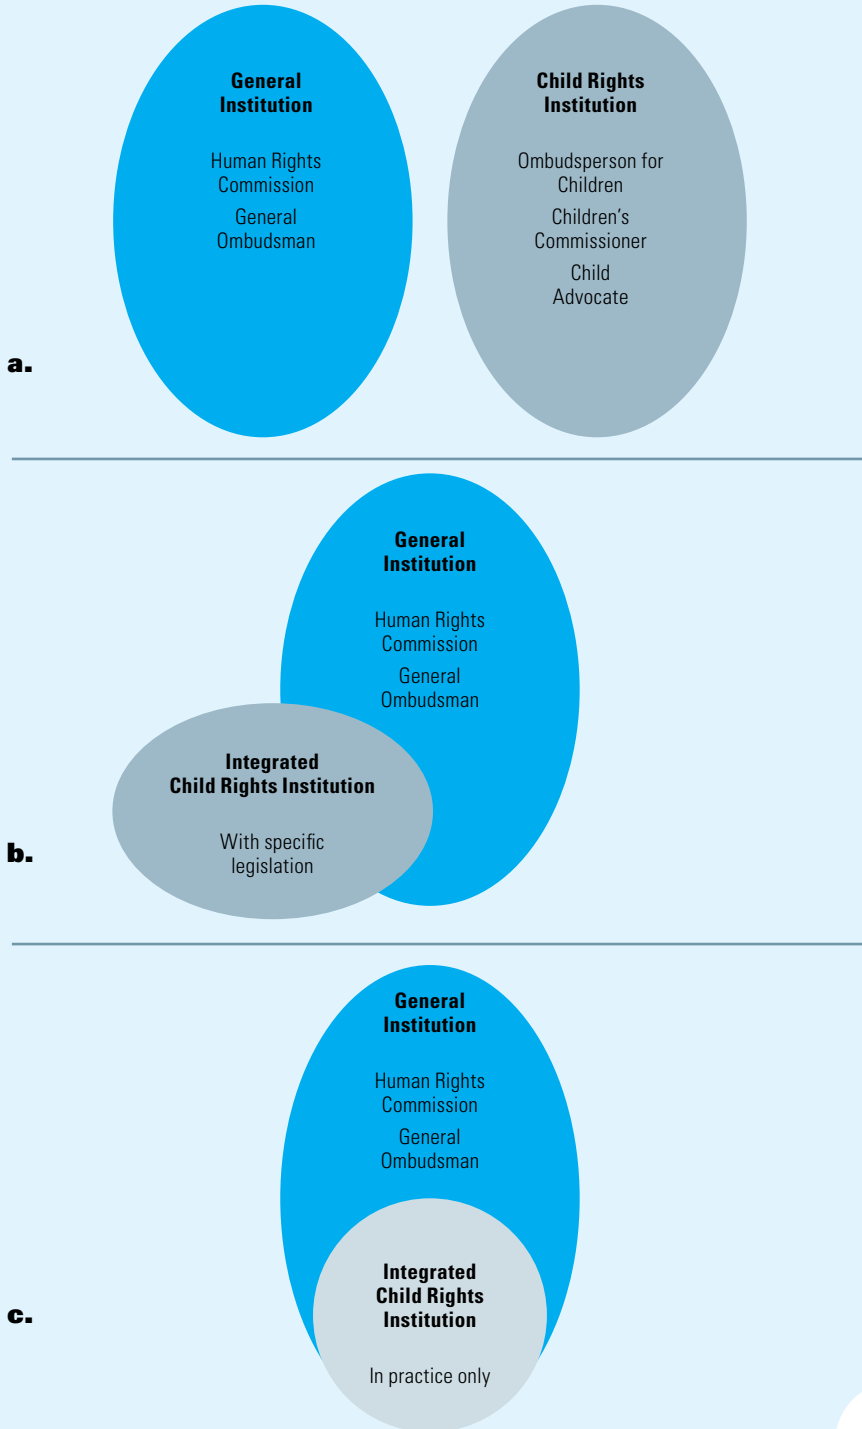 General
Institution
Human Rights
Commission
General
Ombudsman
Child Rights
Institution
Ombudsperson for
Children
Children’s
Commissioner
Child
Advocate
a.
General
Institution
Human Rights
Commission
General
Ombudsman
Integrated
Child Rights Institution
With specific
legislation
b.
General
Institution
Human Rights
Commission
General
Ombudsman
Integrated
Child Rights
Institution
In practice only
c.